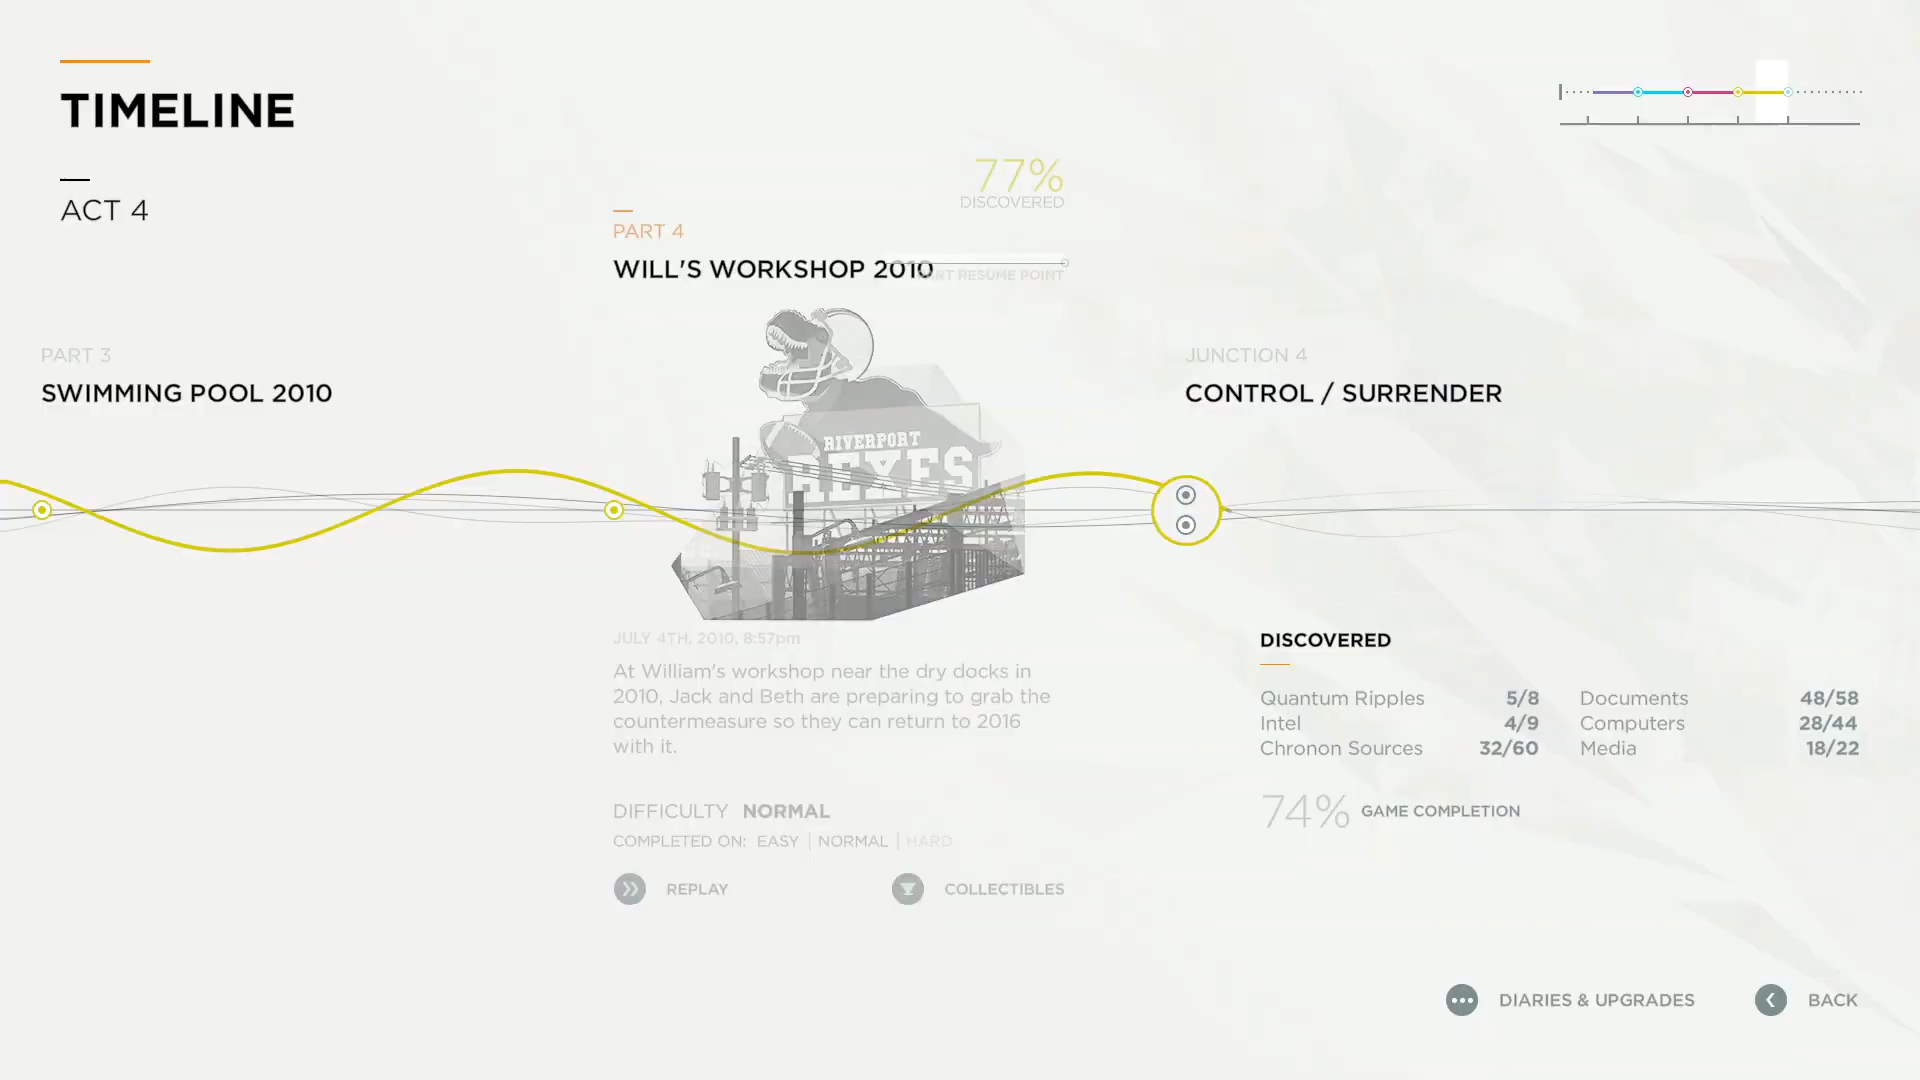 TIMELINE
ACT 4
77%
DISCOVERED
PART 4
WILL'S WORKSHOP 2010
RESUME POINT
PART 3
SWIMMING POOL 2010
JUNCTION 4
CONTROL / SURRENDER
RIVERPORT
REXES
JULY 4TH, 2010, 8:57pm
At William's workshop near the dry docks in
2010, Jack and Beth are preparing to grab the
countermeasure so they can return to 2016
with it.
DIFFICULTY NORMAL
COMPLETED ON: EASY | NORMAL | HARD
REPLAY
COLLECTIBLES
DISCOVERED
Quantum Ripples 5/8 Documents 48/58
Intel 4/9 Computers 28/44
Chronon Sources 32/60 Media 18/22
74% GAME COMPLETION
DIARIES & UPGRADES
BACK